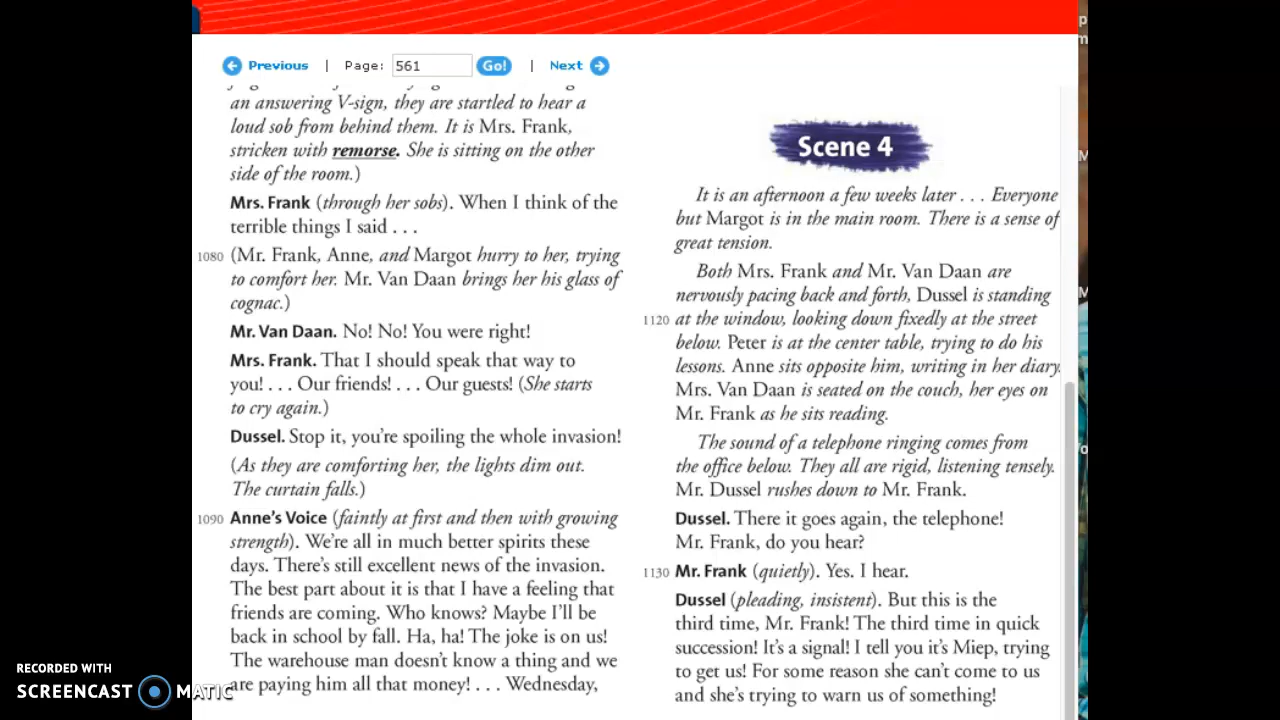 Previous | Page: 561 Go! | Next
an answering V-sign, they are startled to hear a
loud sob from behind them. It is Mrs. Frank,
stricken with remorse. She is sitting on the other
side of the room.)
Mrs. Frank (through her sobs). When I think of the
terrible things I said . . .
1080 (Mr. Frank, Anne, and Margot hurry to her, trying
to comfort her. Mr. Van Daan brings her his glass of
cognac.)
Mr. Van Daan. No! No! You were right!
Mrs. Frank. That I should speak that way to
you! . . . Our friends! . . . Our guests! (She starts
to cry again.)
Dussel. Stop it, you're spoiling the whole invasion!
(As they are comforting her, the lights dim out.
The curtain falls.)
1090 Anne's Voice (faintly at first and then with growing
strength). We're all in much better spirits these
days. There's still excellent news of the invasion.
The best part about it is that I have a feeling that
friends are coming. Who knows? Maybe I'll be
back in school by fall. Ha, ha! The joke is on us!
The warehouse man doesn't know a thing and we
are paying him all that money! . . . Wednesday,
Scene 4
It is an afternoon a few weeks later . . . Everyone
but Margot is in the main room. There is a sense of
great tension.
Both Mrs. Frank and Mr. Van Daan are
nervously pacing back and forth, Dussel is standing
1120 at the window, looking down fixedly at the street
below. Peter is at the center table, trying to do his
lessons. Anne sits opposite him, writing in her diary.
Mrs. Van Daan is seated on the couch, her eyes on
Mr. Frank as he sits reading.
The sound of a telephone ringing comes from
the office below. They all are rigid, listening tensely.
Mr. Dussel rushes down to Mr. Frank.
Dussel. There it goes again, the telephone!
Mr. Frank, do you hear?
1130 Mr. Frank (quietly). Yes. I hear.
Dussel (pleading, insistent). But this is the
third time, Mr. Frank! The third time in quick
succession! It's a signal! I tell you it's Miep, trying
to get us! For some reason she can't come to us
and she's trying to warn us of something!
RECORDED WITH
SCREENCAST MATIC